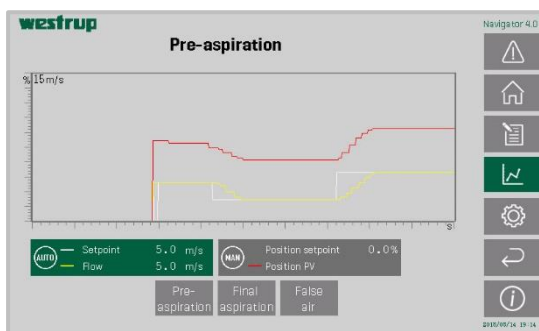 westrup
Navigator 4.0
Pre-aspiration
% 15 m/s
s
AUTO Setpoint 5.0 m/s
Flow 5.0 m/s
MAN Position setpoint 0.0%
Position PV
Pre-
aspiration
Final
aspiration
False
air
i
2018/08/14 19:14